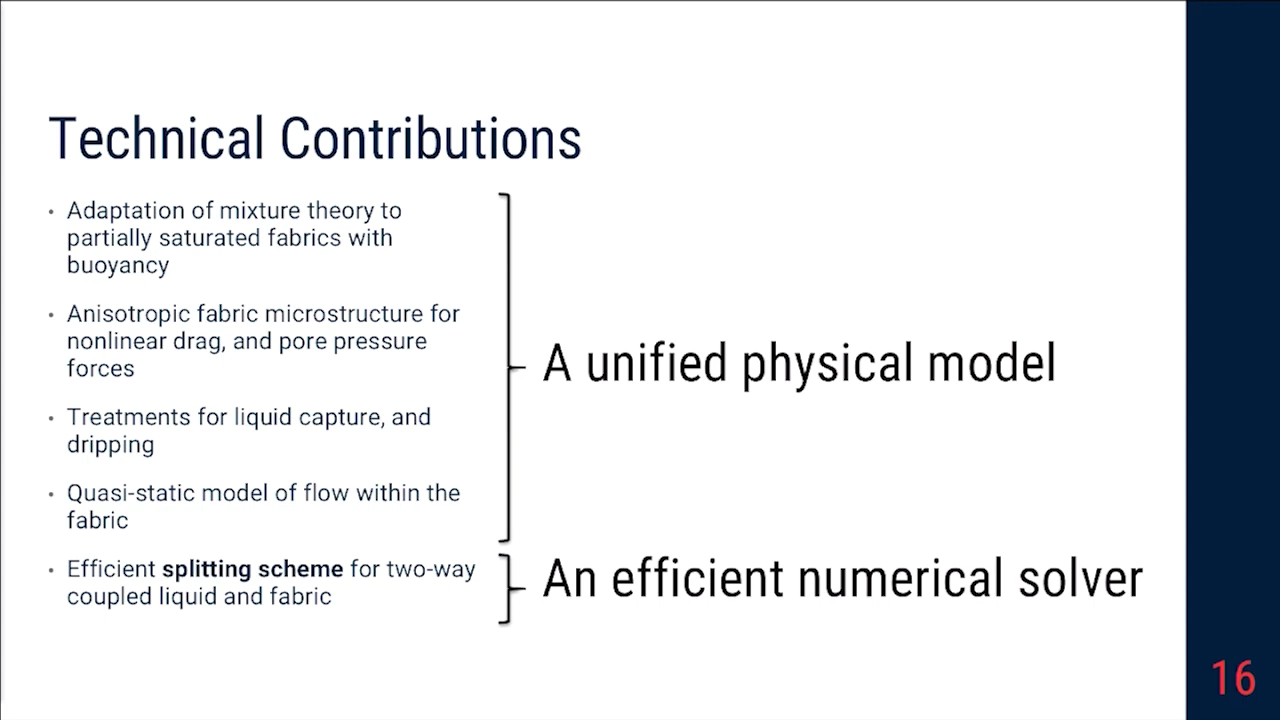 Technical Contributions
• Adaptation of mixture theory to
partially saturated fabrics with
buoyancy
• Anisotropic fabric microstructure for
nonlinear drag, and pore pressure
forces
• Treatments for liquid capture, and
dripping
• Quasi-static model of flow within the
fabric
A unified physical model
• Efficient splitting scheme for two-way
coupled liquid and fabric
An efficient numerical solver
16